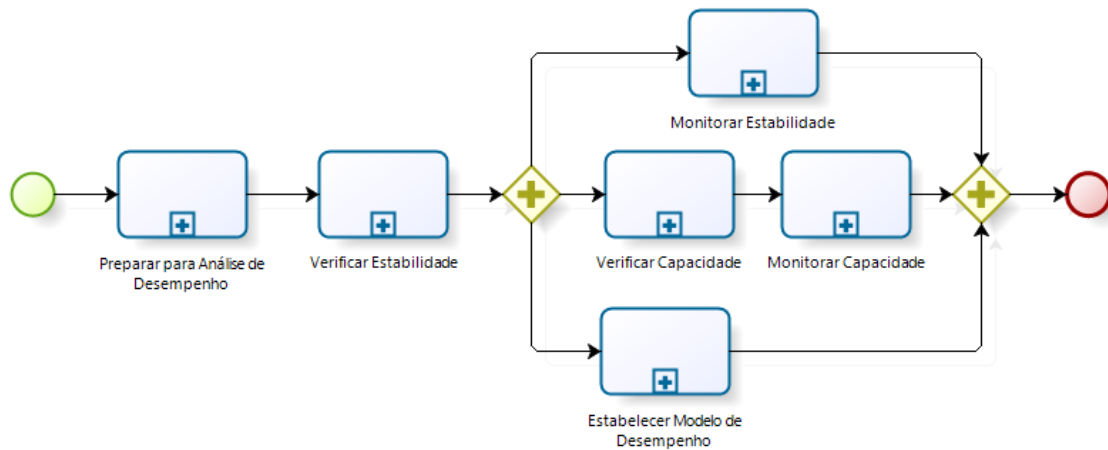 Monitorar Estabilidade
Preparar para Análise de
Desempenho
Verificar Estabilidade
Verificar Capacidade
Monitorar Capacidade
Estabelecer Modelo de
Desempenho